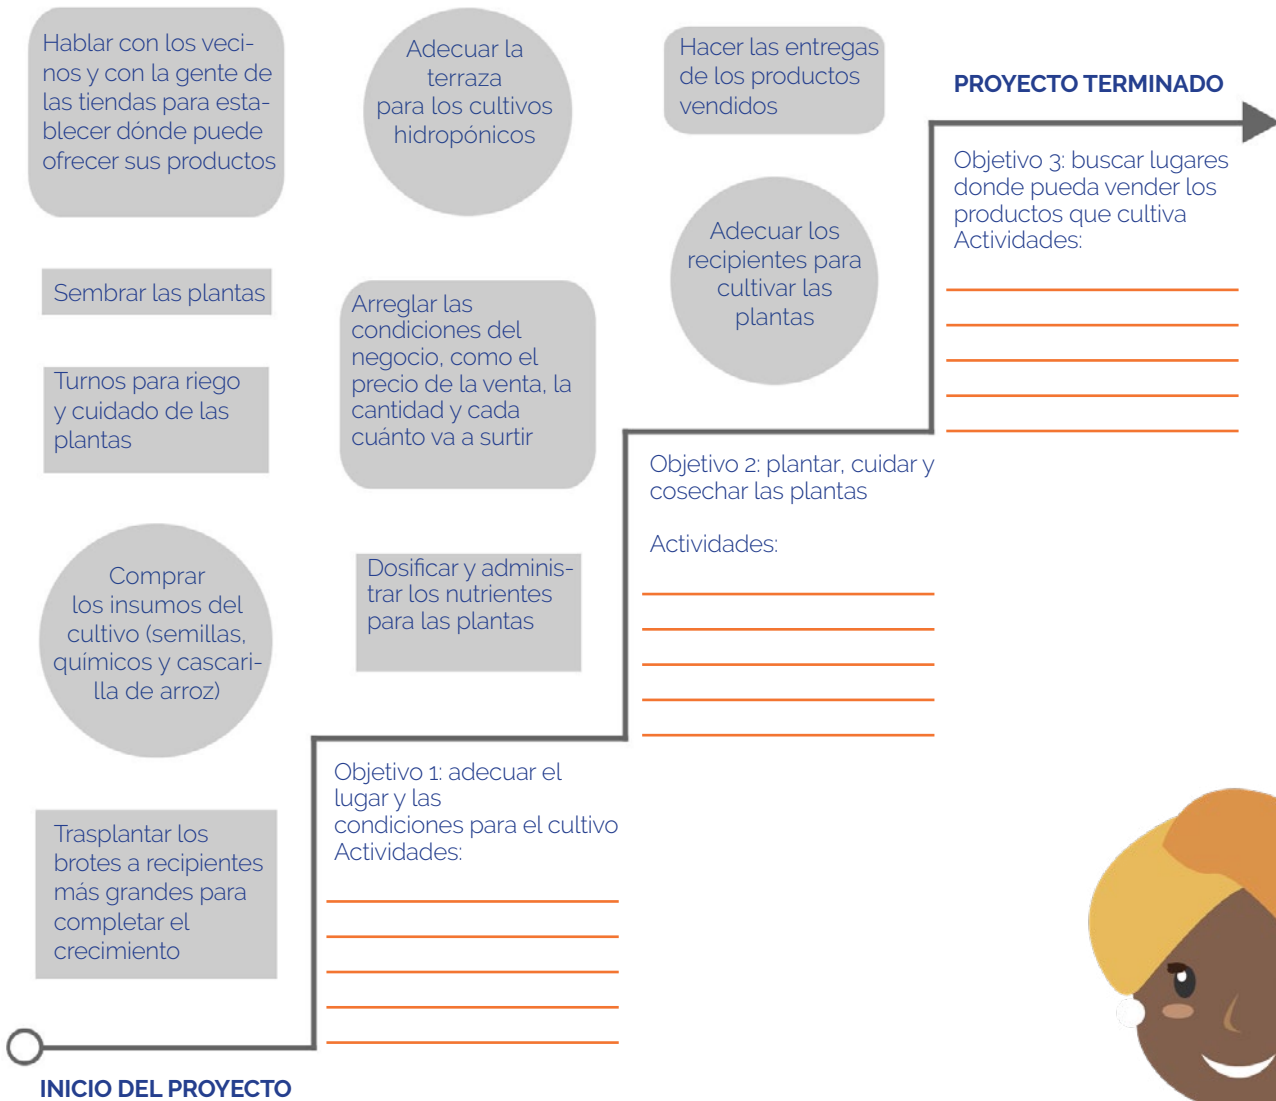 Hablar con los veci-
nos y con la gente de
las tiendas para esta-
blecer dónde puede
ofrecer sus productos
Adecuar la
terraza
para los cultivos
hidropónicos
Hacer las entregas
de los productos
vendidos
Sembrar las plantas
Arreglar las
condiciones del
negocio, como el
precio de la venta, la
cantidad y cada
cuánto va a surtir
Adecuar los
recipientes para
cultivar las
plantas
Turnos para riego
y cuidado de las
plantas
Comprar
los insumos del
cultivo (semillas,
químicos y cascari-
lla de arroz)
Dosificar y adminis-
trar los nutrientes
para las plantas
Trasplantar los
brotes a recipientes
más grandes para
completar el
crecimiento
INICIO DEL PROYECTO
Objetivo 1: adecuar el
lugar y las
condiciones para el cultivo
Actividades:
Objetivo 2: plantar, cuidar y
cosechar las plantas
Actividades:
PROYECTO TERMINADO
Objetivo 3: buscar lugares
donde pueda vender los
productos que cultiva
Actividades: